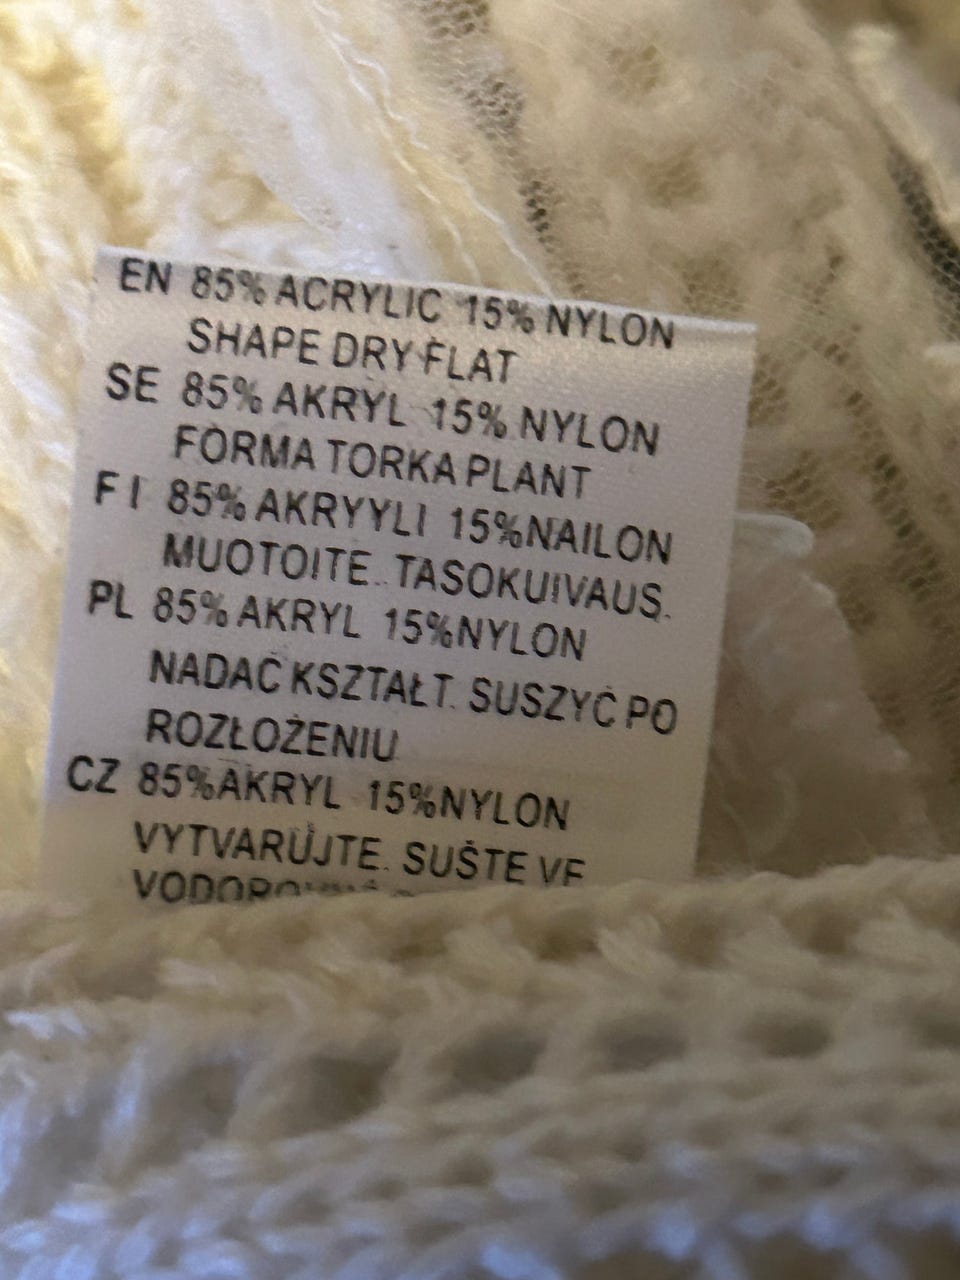 EN 85% ACRYLIC 15% NYLON
SHAPE DRY FLAT
SE 85% AKRYL 15% NYLON
FORMA TORKA PLANT
FI 85% AKRYYLI 15%NAILON
MUOTOITE. TASOKUIVAUS.
PL 85% AKRYL 15%NYLON
NADAĆ KSZTAŁT. SUSZYĆ PO
ROZŁOŻENIU
CZ 85%AKRYL 15%NYLON
VYTVARUJTE. SUŠTE VE